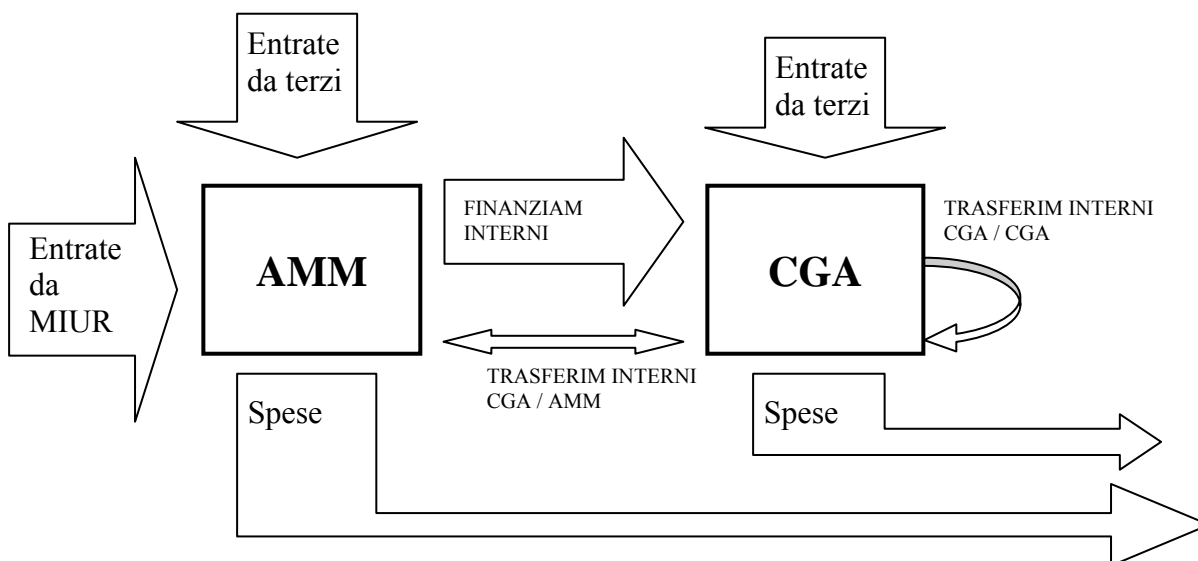 Entrate
da terzi
Entrate
da terzi
Entrate
da
MIUR
AMM
FINANZIAM
INTERNI
CGA
TRASFERIM INTERNI
CGA / CGA
TRASFERIM INTERNI
CGA / AMM
Spese
Spese